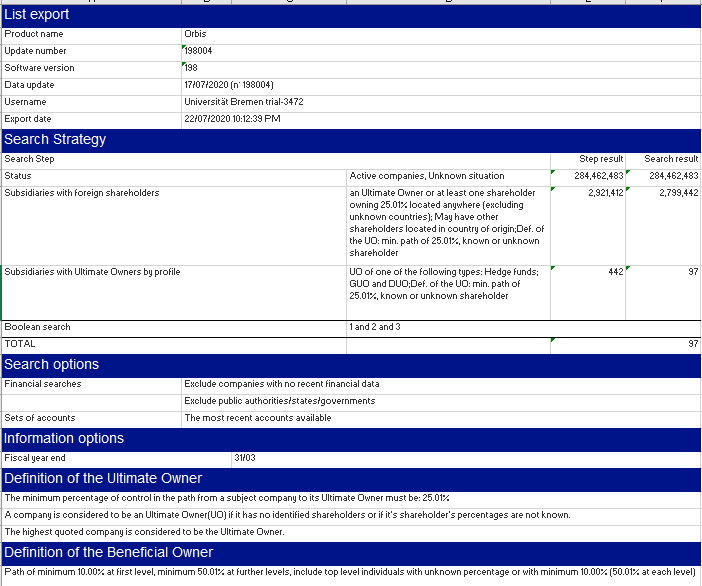 List export
Product name Orbis
Update number 198004
Software version 198
Data update 17/07/2020 (n° 198004)
Username Universität Bremen trial-3472
Export date 22/07/2020 10:12:39 PM
Search Strategy
Search Step Step result Search result
Status Active companies, Unknown situation 284,462,483 284,462,483
Subsidiaries with foreign shareholders an Ultimate Owner or at least one shareholder 2,921,412 2,799,442
owning 25.01% located anywhere (excluding
unknown countries); May have other
shareholders located in country of origin;Def. of
the UO: min. path of 25.01%, known or unknown
shareholder
Subsidiaries with Ultimate Owners by profile UO of one of the following types: Hedge funds; 442 97
GUO and DUO;Def. of the UO: min. path of
25.01%, known or unknown shareholder
Boolean search 1 and 2 and 3
TOTAL 97
Search options
Financial searches Exclude companies with no recent financial data
Exclude public authorities/states/governments
Sets of accounts The most recent accounts available
Information options
Fiscal year end 31/03
Definition of the Ultimate Owner
The minimum percentage of control in the path from a subject company to its Ultimate Owner must be: 25.01%
A company is considered to be an Ultimate Owner(UO) if it has no identified shareholders or if it's shareholder's percentages are not known.
The highest quoted company is considered to be the Ultimate Owner.
Definition of the Beneficial Owner
Path of minimum 10.00% at first level, minimum 50.01% at further levels, include top level individuals with unknown percentage or with minimum 10.00% (50.01% at each level)